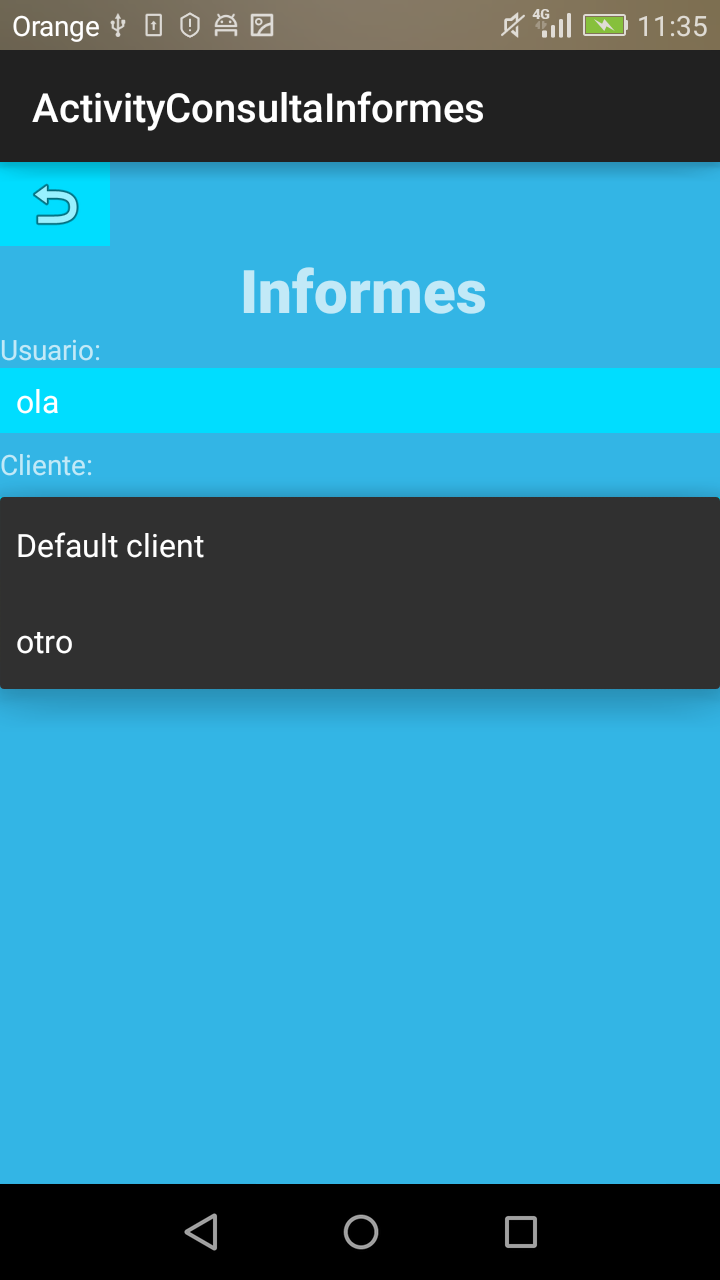 Orange 4G 11:35
ActivityConsultaInformes
Informes
Usuario:
ola
Cliente:
Default client
otro